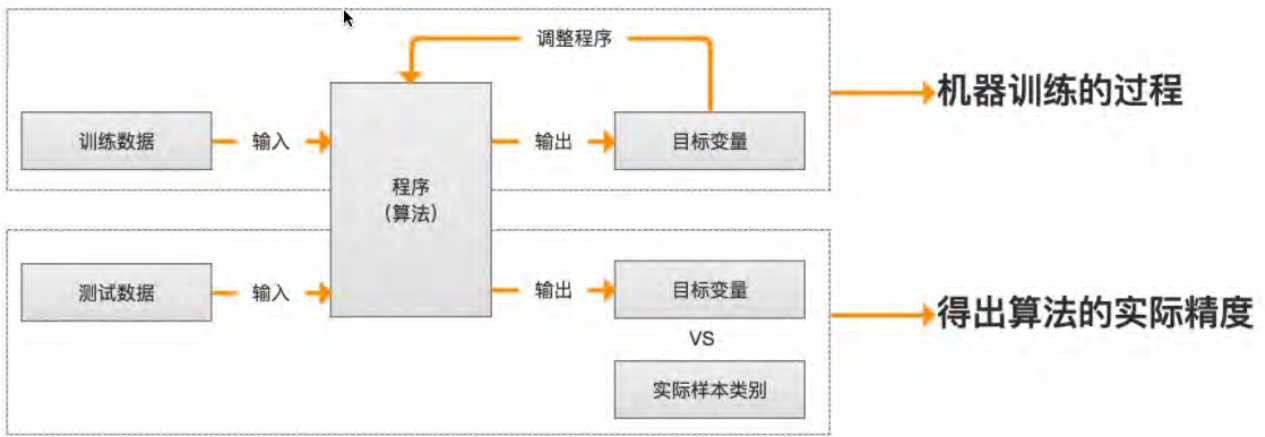 调整程序
机器训练的过程
训练数据
输入
输出
目标变量
程序
(算法)
测试数据
输入
输出
目标变量
得出算法的实际精度
VS
实际样本类别